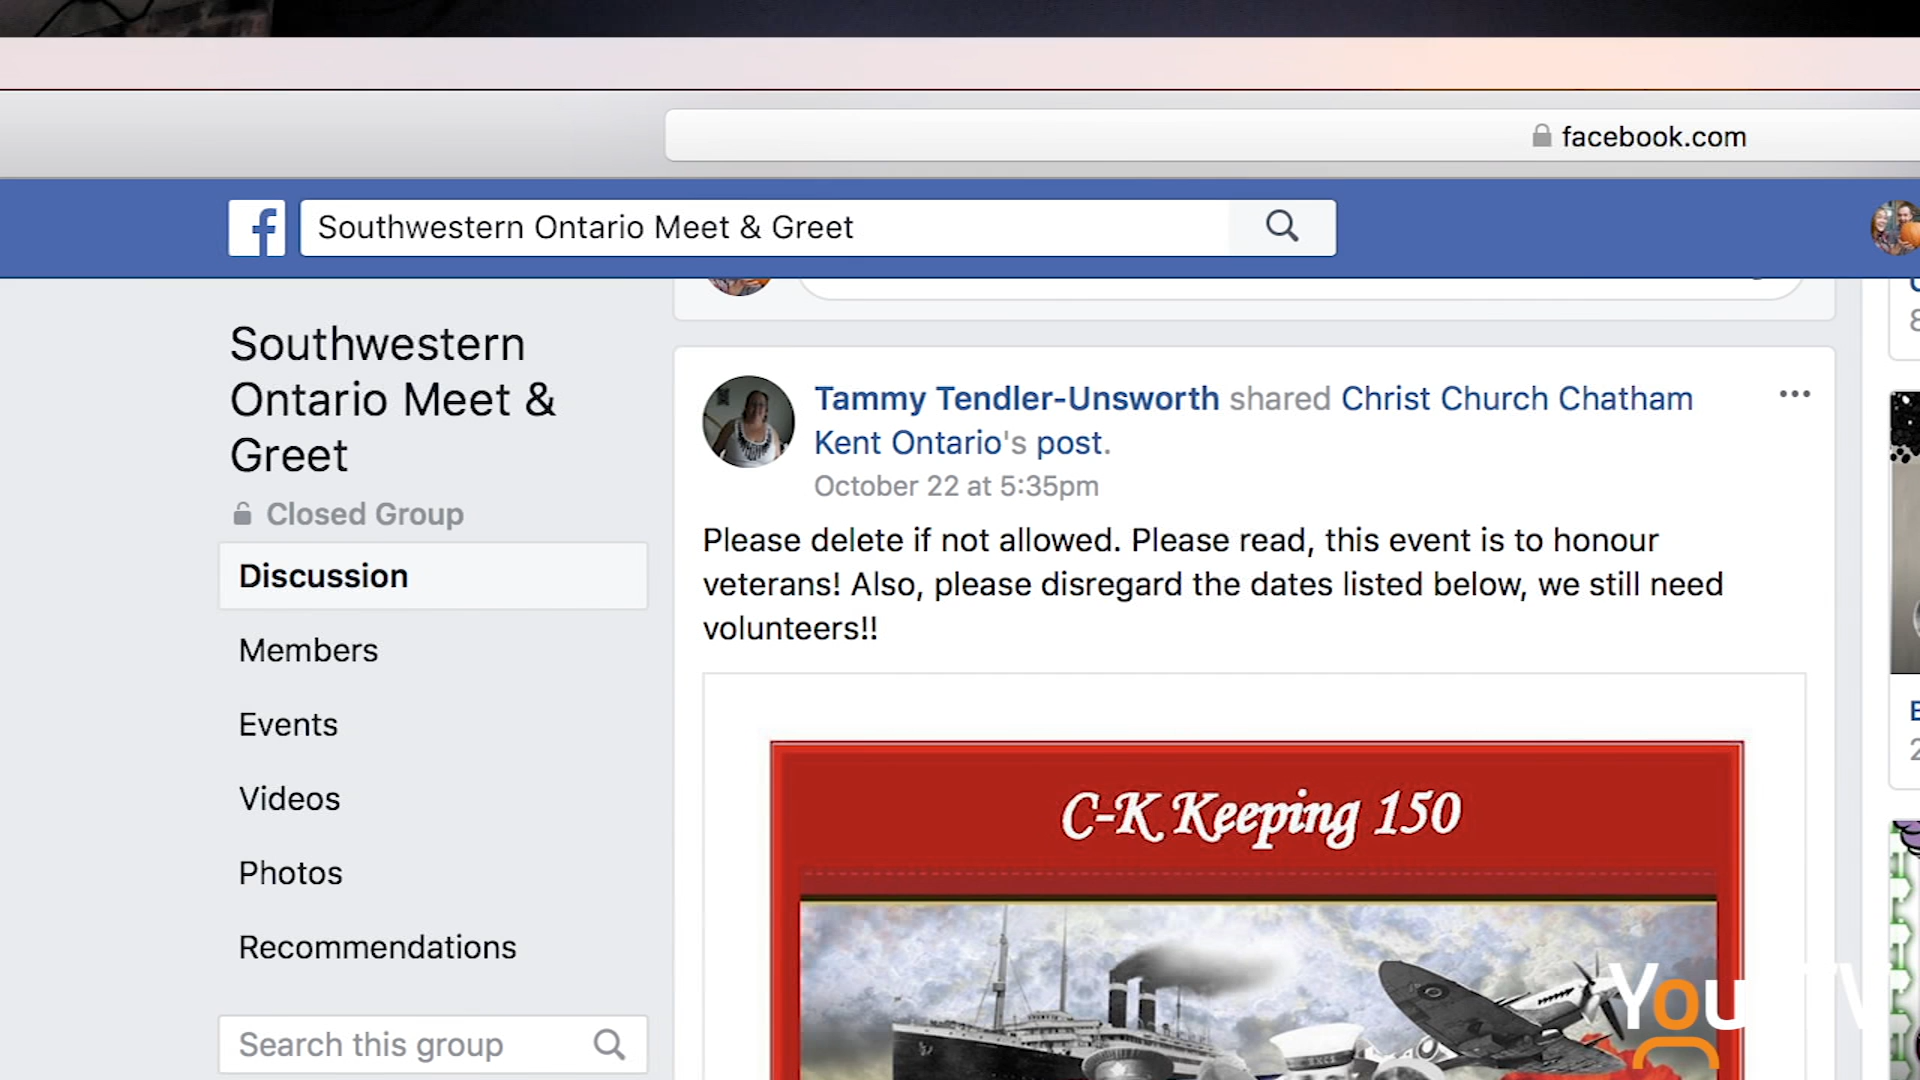 facebook.com
Southwestern Ontario Meet & Greet
Southwestern
Ontario Meet &
Greet
Closed Group
Discussion
Members
Events
Videos
Photos
Recommendations
Search this group
Tammy Tendler-Unsworth shared Christ Church Chatham
Kent Ontario's post.
October 22 at 5:35pm
Please delete if not allowed. Please read, this event is to honour
veterans! Also, please disregard the dates listed below, we still need
volunteers!!
C-K Keeping 150
YouTV